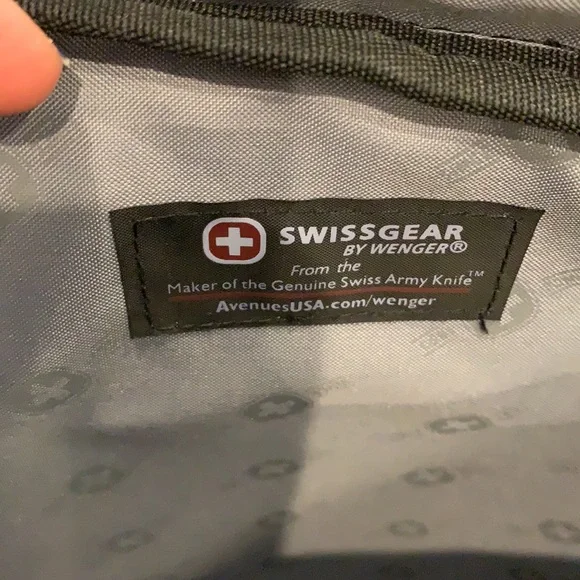 SWISSGEAR
BY WENGER®
From the
Maker of the Genuine Swiss Army Knife™
AvenuesUSA.com/wenger